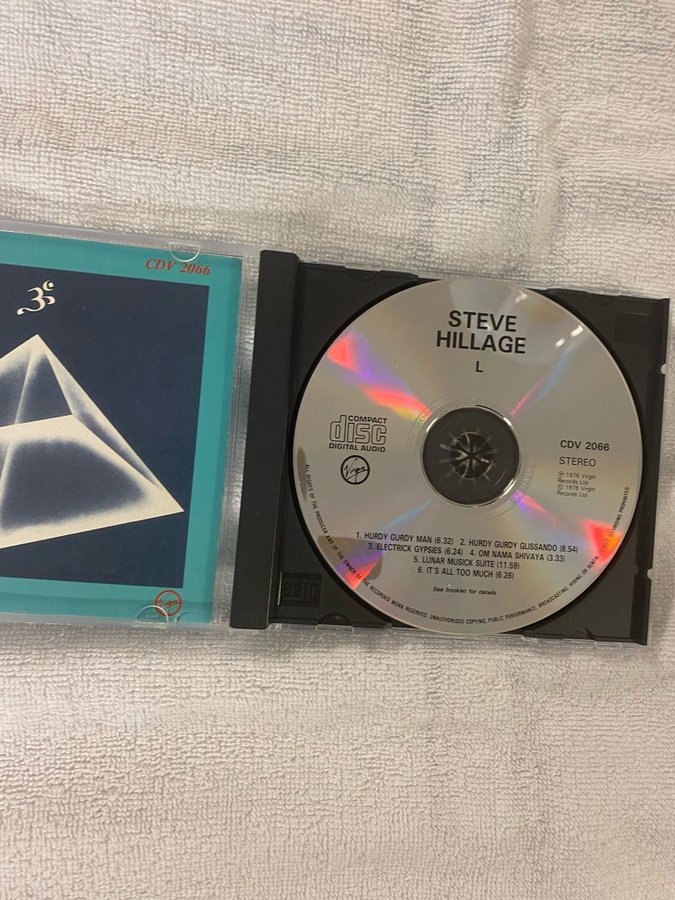 CDV 2066
ॐ
Virgin
STEVE
HILLAGE
L
COMPACT
disc
DIGITAL AUDIO
Virgin
CDV 2066
STEREO
Ⓟ 1976 Virgin
Records Ltd.
© 1976 Virgin
Records Ltd
1. HURDY GURDY MAN (6.32) 2. HURDY GURDY GLISSANDO (8.54)
3. ELECTRICK GYPSIES (6.24) 4. OM NAMA SHIVAYA (3.33)
5. LUNAR MUSICK SUITE (11.59)
6. IT'S ALL TOO MUCH (6.26)
See booklet for details
ALL RIGHTS OF THE PRODUCER AND OF THE OWNER OF THE RECORDED WORK RESERVED. UNAUTHORISED COPYING, PUBLIC PERFORMANCE, BROADCASTING, HIRING OR RENTAL OF THIS RECORDING PROHIBITED.
disc